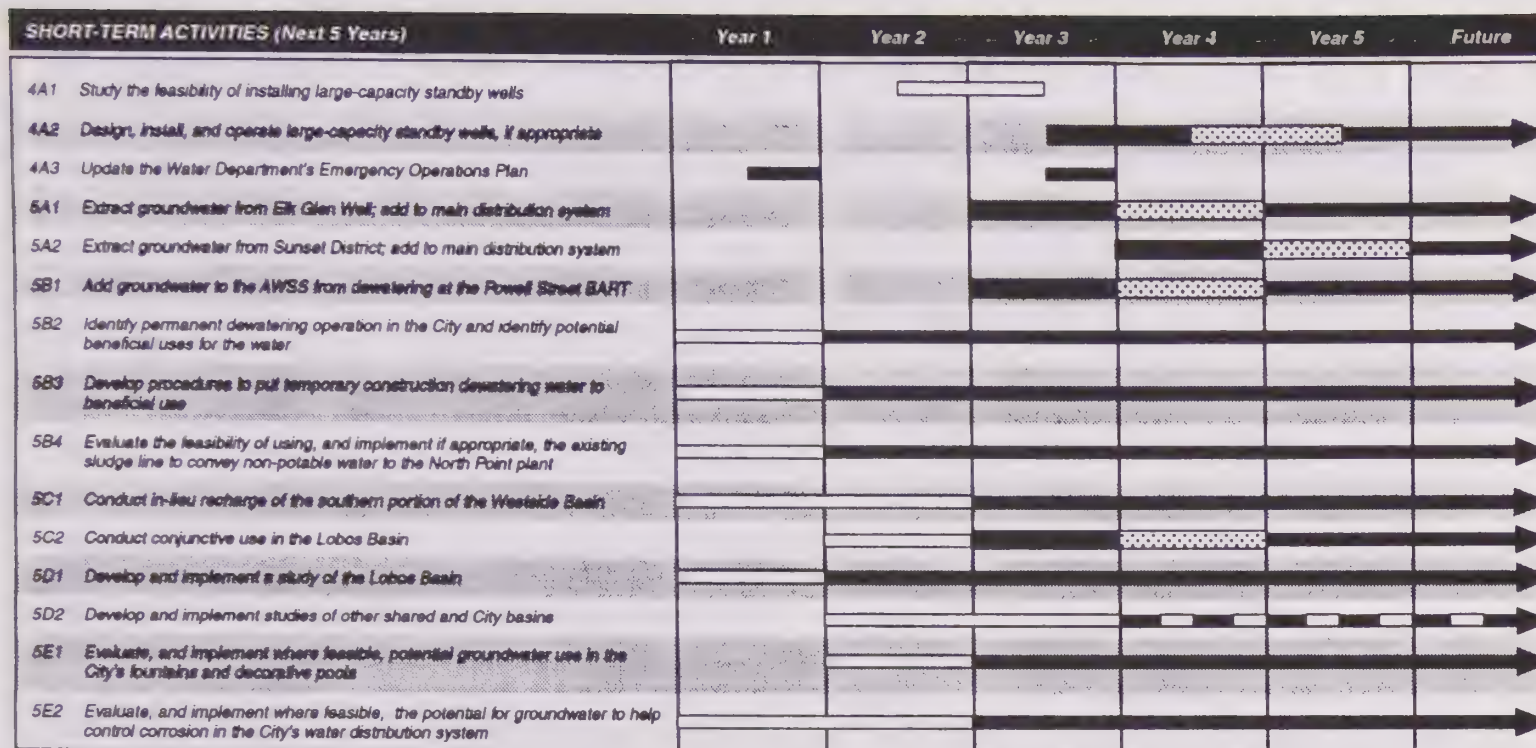 SHORT-TERM ACTIVITIES (Next 5 Years) Year 1 Year 2 Year 3 Year 4 Year 5 Future
4A1 Study the feasibility of installing large-capacity standby wells
4A2 Design, install, and operate large-capacity standby wells, if appropriate
4A3 Update the Water Department's Emergency Operations Plan
5A1 Extract groundwater from Elk Glen Well; add to main distribution system
5A2 Extract groundwater from Sunset District; add to main distribution system
5B1 Add groundwater to the AWSS from dewatering at the Powell Street BART
5B2 Identify permanent dewatering operation in the City and identify potential
beneficial uses for the water
5B3 Develop procedures to put temporary construction dewatering water to
beneficial use
5B4 Evaluate the feasibility of using, and implement if appropriate, the existing
sludge line to convey non-potable water to the North Point plant
5C1 Conduct in-lieu recharge of the southern portion of the Westside Basin
5C2 Conduct conjunctive use in the Lobos Basin
5D1 Develop and implement a study of the Lobos Basin
5D2 Develop and implement studies of other shared and City basins
5E1 Evaluate, and implement where feasible, potential groundwater use in the
City's fountains and decorative pools
5E2 Evaluate, and implement where feasible, the potential for groundwater to help
control corrosion in the City's water distribution system